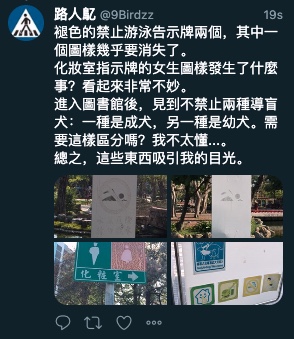 路人鳦 @9Birdzz 19s
褪色的禁止游泳告示牌兩個，其中一
個圖樣幾乎要消失了。
化妝室指示牌的女生圖樣發生了什麼
事？看起來非常不妙。
進入圖書館後，見到不禁止兩種導盲
犬：一種是成犬，另一種是幼犬。需
要這樣區分嗎？我不太懂...。
總之，這些東西吸引我的目光。
化粧室